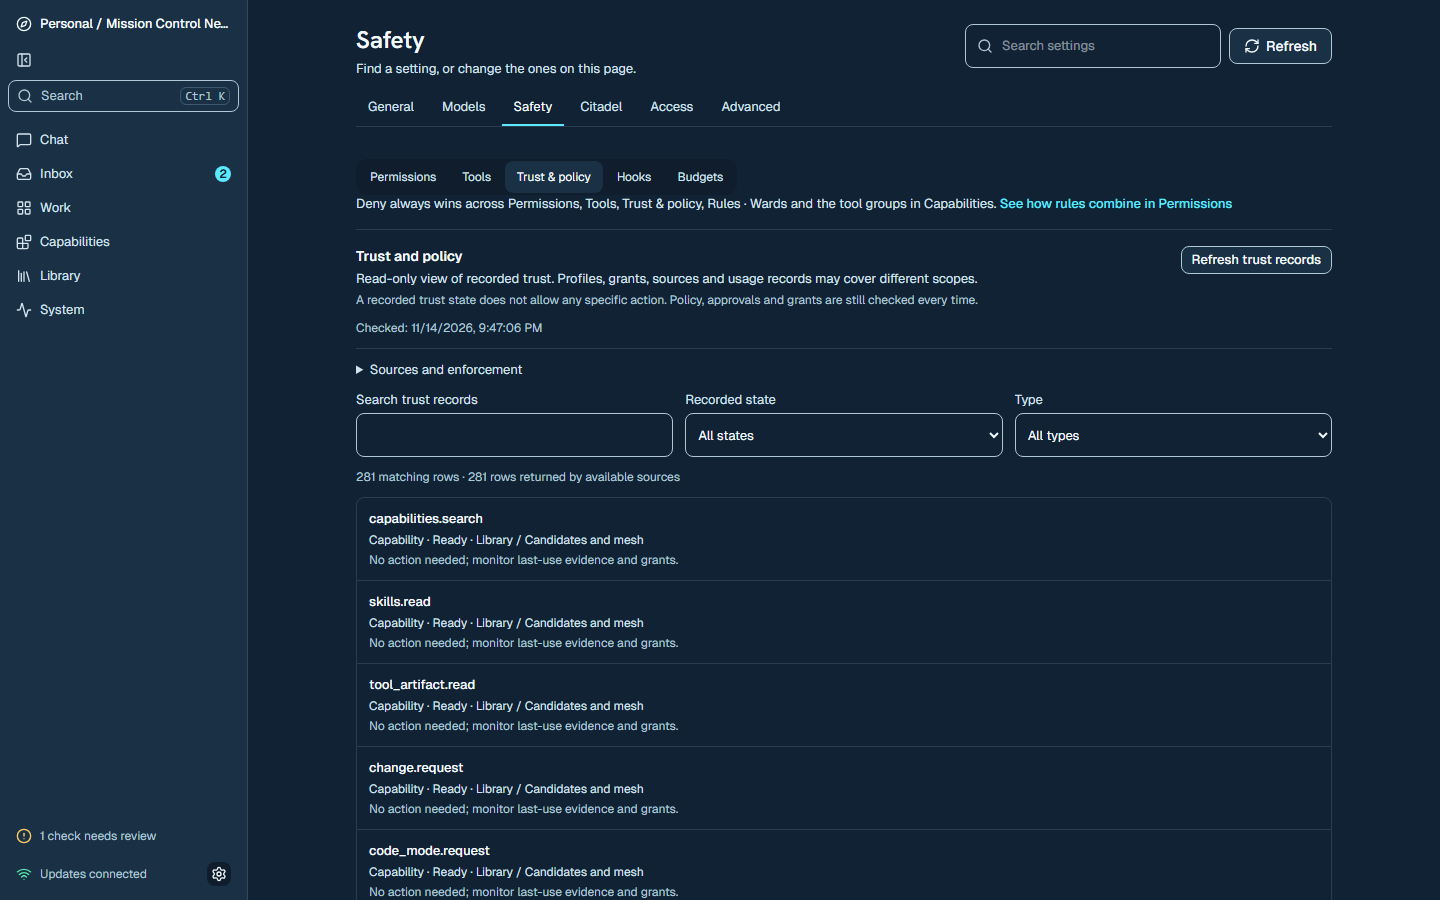 Personal / Mission Control Ne...
Search
Ctrl K
Chat
Inbox
2
Work
Capabilities
Library
System
1 check needs review
Updates connected
Safety
Find a setting, or change the ones on this page.
Search settings
Refresh
General
Models
Safety
Citadel
Access
Advanced
Permissions
Tools
Trust & policy
Hooks
Budgets
Deny always wins across Permissions, Tools, Trust & policy, Rules · Wards and the tool groups in Capabilities. See how rules combine in Permissions
Trust and policy
Refresh trust records
Read-only view of recorded trust. Profiles, grants, sources and usage records may cover different scopes.
A recorded trust state does not allow any specific action. Policy, approvals and grants are still checked every time.
Checked: 11/14/2026, 9:47:06 PM
Sources and enforcement
Search trust records
Recorded state
Type
All states
All types
281 matching rows · 281 rows returned by available sources
capabilities.search
Capability · Ready · Library / Candidates and mesh
No action needed; monitor last-use evidence and grants.
skills.read
Capability · Ready · Library / Candidates and mesh
No action needed; monitor last-use evidence and grants.
tool_artifact.read
Capability · Ready · Library / Candidates and mesh
No action needed; monitor last-use evidence and grants.
change.request
Capability · Ready · Library / Candidates and mesh
No action needed; monitor last-use evidence and grants.
code_mode.request
Capability · Ready · Library / Candidates and mesh
No action needed; monitor last-use evidence and grants.